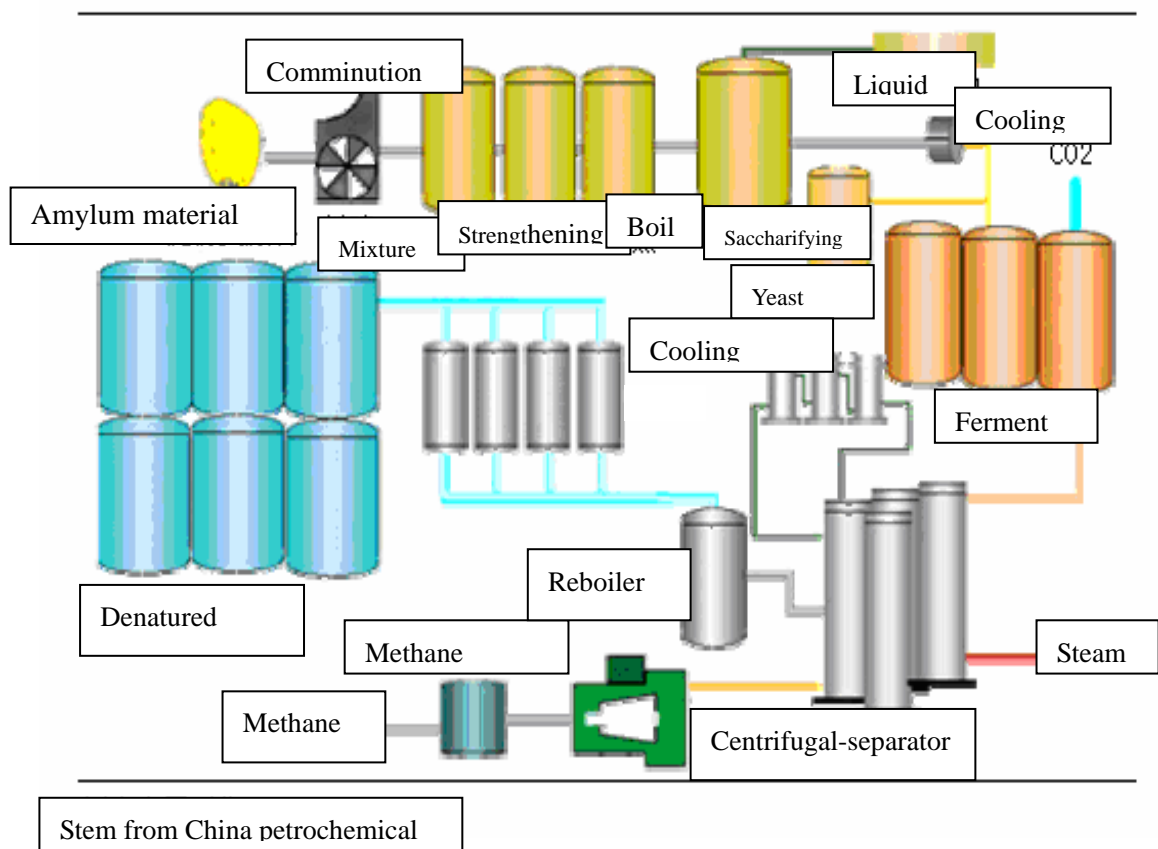 Comminution
Liquid
Cooling
CO2
Amylum material
Mixture
Strengthening
Boil
Saccharifying
Yeast
Cooling
Ferment
Reboiler
Denatured
Methane
Steam
Methane
Centrifugal-separator
Stem from China petrochemical